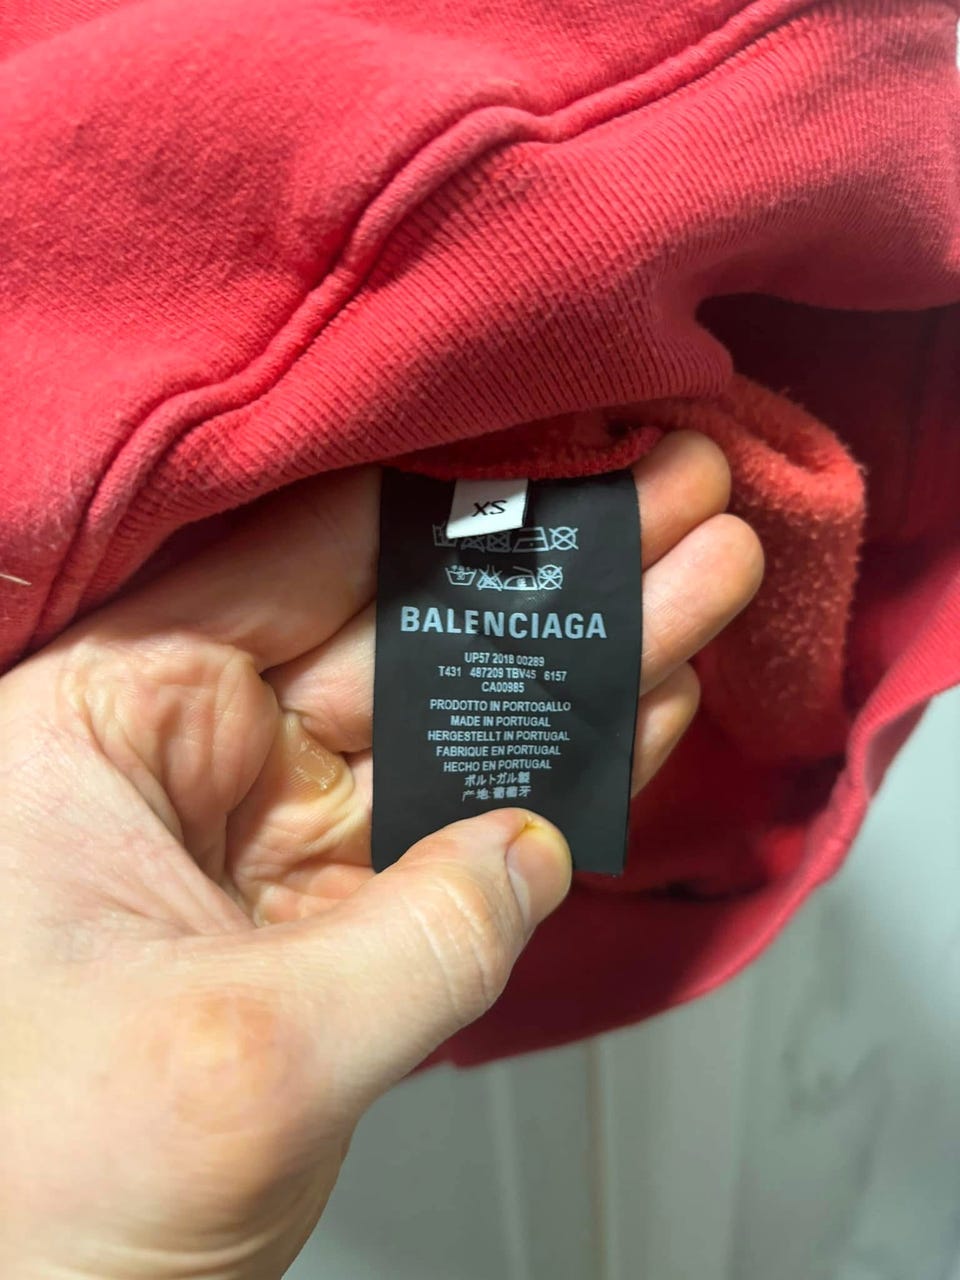 XS
BALENCIAGA
UP57 2018 00289
T431 487209 TBV45 6157
CA00985
PRODOTTO IN PORTOGALLO
MADE IN PORTUGAL
HERGESTELLT IN PORTUGAL
FABRIQUE EN PORTUGAL
HECHO EN PORTUGAL
ポルトガル製
产地:葡萄牙